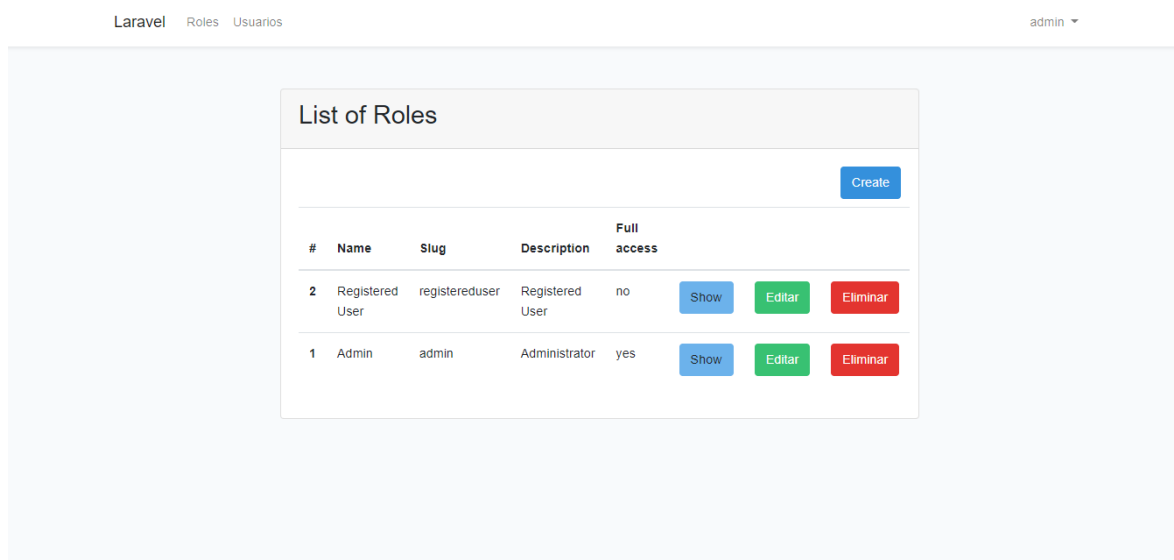 Laravel Roles Usuarios admin
List of Roles
Create
# Name Slug Description Full access
2 Registered User registereduser Registered User no Show Editar Eliminar
1 Admin admin Administrator yes Show Editar Eliminar